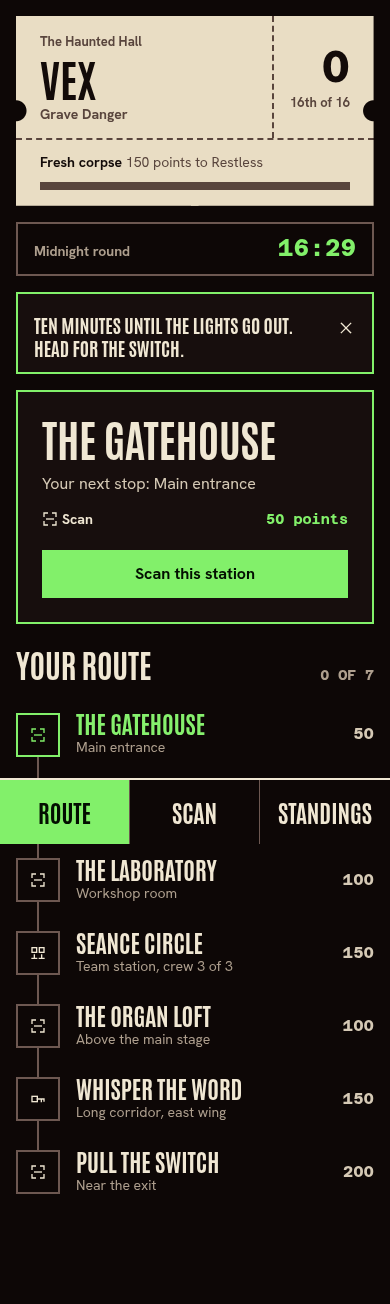 The Haunted Hall
VEX
Grave Danger
0
16th of 16
Fresh corpse 150 points to Restless
Midnight round
16:29
TEN MINUTES UNTIL THE LIGHTS GO OUT.
HEAD FOR THE SWITCH.
THE GATEHOUSE
Your next stop: Main entrance
Scan
50 points
Scan this station
YOUR ROUTE
0 OF 7
THE GATEHOUSE
Main entrance
50
ROUTE
SCAN
STANDINGS
THE LABORATORY
Workshop room
100
SEANCE CIRCLE
Team station, crew 3 of 3
150
THE ORGAN LOFT
Above the main stage
100
WHISPER THE WORD
Long corridor, east wing
150
PULL THE SWITCH
Near the exit
200